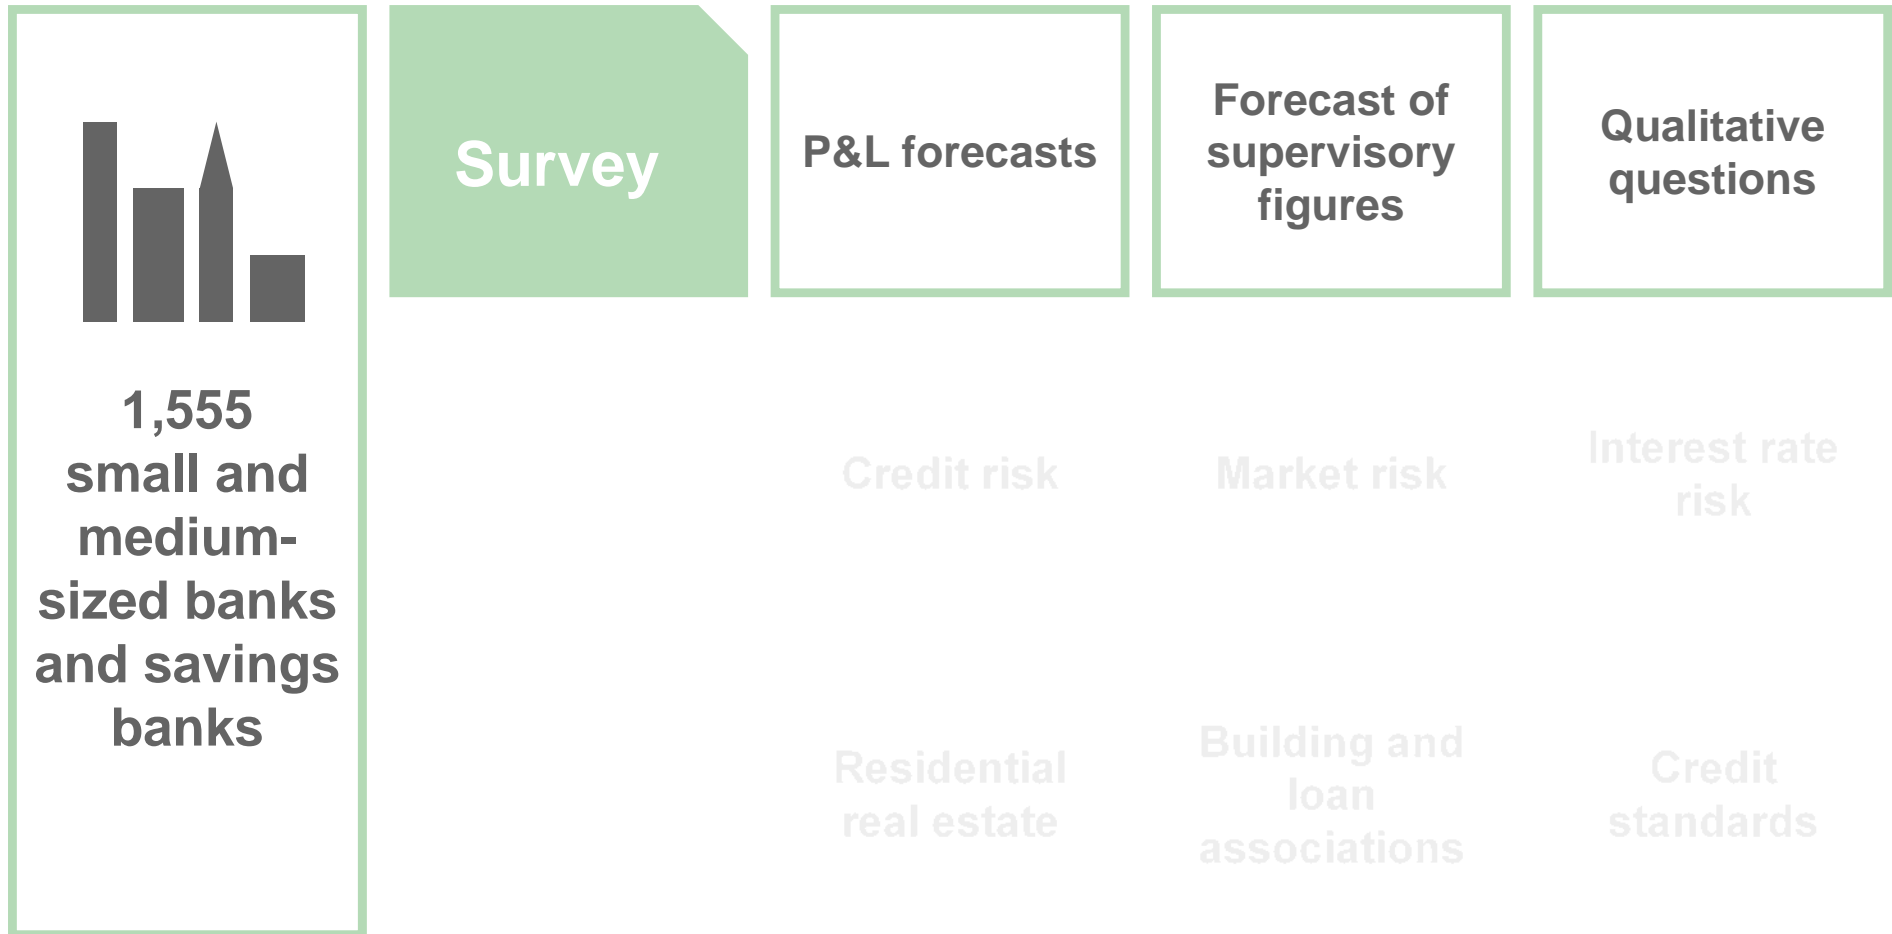 1,555
small and
medium-
sized banks
and savings
banks
Survey
P&L forecasts
Forecast of
supervisory
figures
Qualitative
questions
Credit risk
Market risk
Interest rate
risk
Residential
real estate
Building and
loan
associations
Credit
standards